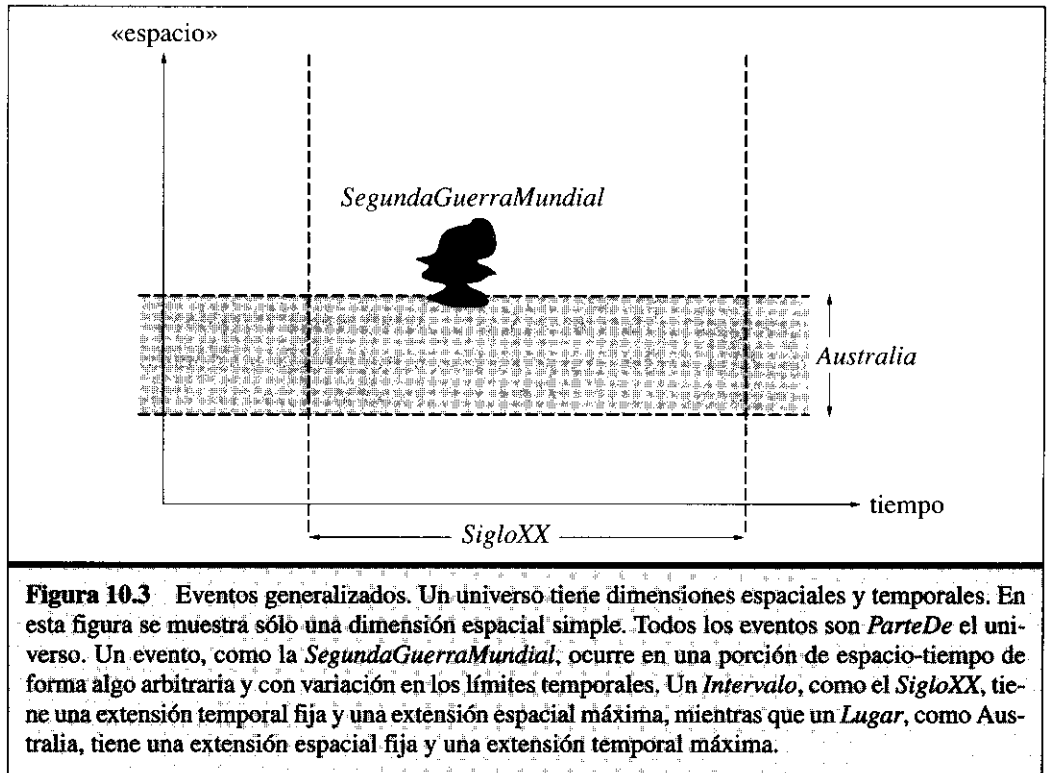 «espacio»
SegundaGuerraMundial
Australia
tiempo
SigloXX
Figura 10.3 Eventos generalizados. Un universo tiene dimensiones espaciales y temporales. En
esta figura se muestra sólo una dimensión espacial simple. Todos los eventos son ParteDe el uni-
verso. Un evento, como la SegundaGuerraMundial, ocurre en una porción de espacio-tiempo de
forma algo arbitraria y con variación en los límites temporales. Un Intervalo, como el SigloXX, tie-
ne una extensión temporal fija y una extensión espacial máxima, mientras que un Lugar, como Aus-
tralia, tiene una extensión espacial fija y una extensión temporal máxima.